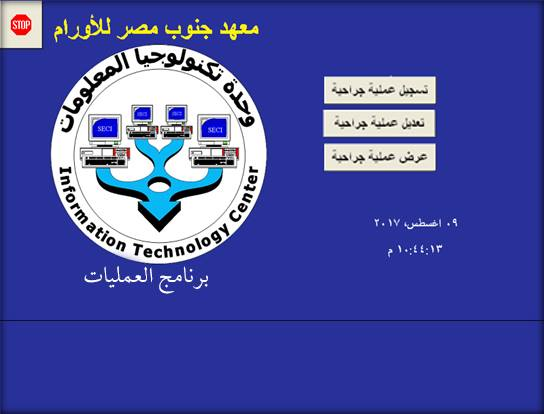 STOP
معهد جنوب مصر للأورام
وحدة تكنولوجيا المعلومات
SECI
SECI
SECI
SECI
Information Technology Center
برنامج العمليات
تسجيل عملية جراحية
تعديل عملية جراحية
عرض عملية جراحية
٠٩ اغسطس، ٢٠١٧
١٠:٤٤:١٣ م